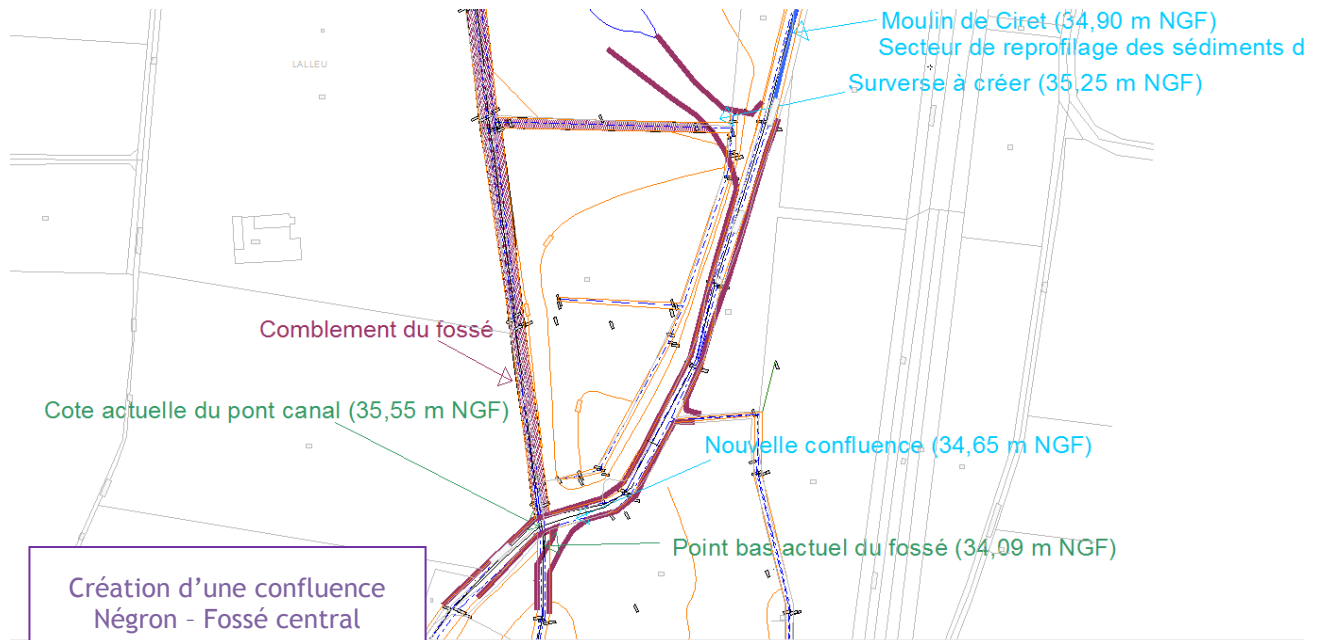 Moulin de Ciret (34,90 m NGF)
Secteur de reprofilage des sédiments d
LALLEU
Surverse à créer (35,25 m NGF)
Comblement du fossé
Cote actuelle du pont canal (35,55 m NGF)
Nouvelle confluence (34,65 m NGF)
Point bas actuel du fossé (34,09 m NGF)
Création d'une confluence
Négron - Fossé central